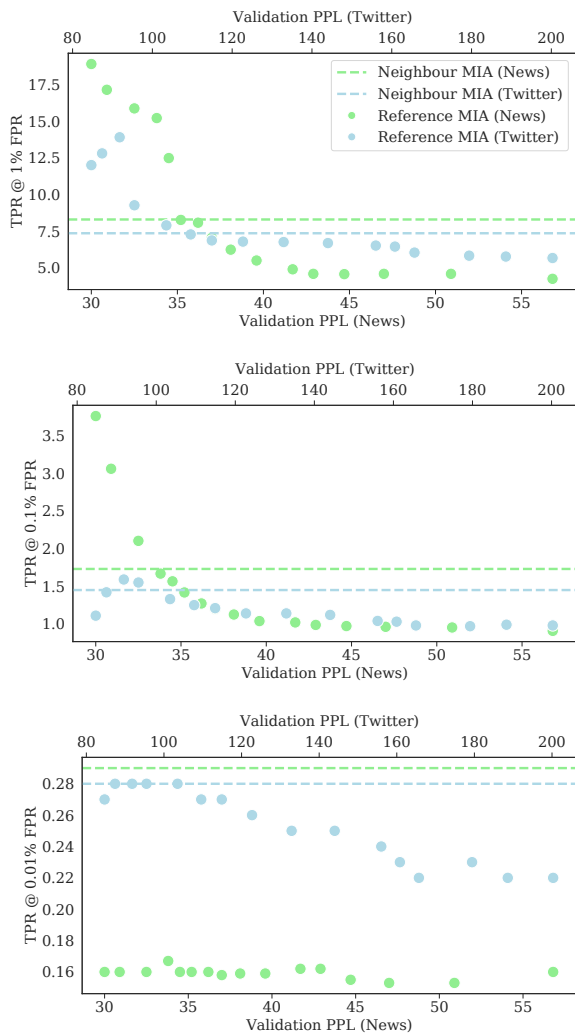 Validation PPL (Twitter)
80 100 120 140 160 180 200
Neighbour MIA (News)
Neighbour MIA (Twitter)
Reference MIA (News)
Reference MIA (Twitter)
TPR @ 1% FPR
17.5
15.0
12.5
10.0
7.5
5.0
30 35 40 45 50 55
Validation PPL (News)
Validation PPL (Twitter)
80 100 120 140 160 180 200
TPR @ 0.1% FPR
3.5
3.0
2.5
2.0
1.5
1.0
30 35 40 45 50 55
Validation PPL (News)
Validation PPL (Twitter)
80 100 120 140 160 180 200
TPR @ 0.01% FPR
0.28
0.26
0.24
0.22
0.20
0.18
0.16
30 35 40 45 50 55
Validation PPL (News)